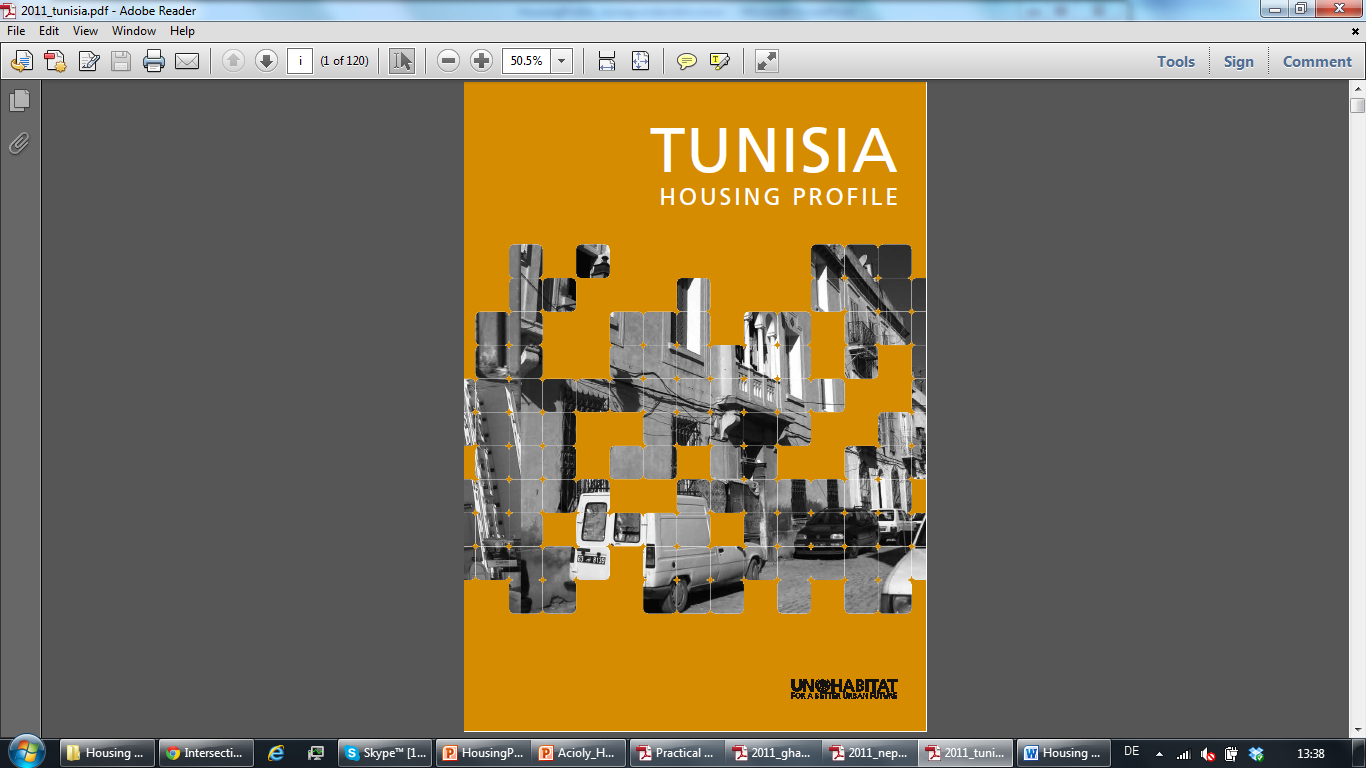 2011_tunisia.pdf - Adobe Reader
File Edit View Window Help
i (1 of 120) 50.5% Tools Sign Comment
TUNISIA
HOUSING PROFILE
UN HABITAT
FOR A BETTER URBAN FUTURE
Housing ... Intersecti... Skype™ [1... HousingP... Acioly_H... Practical ... 2011_gha... 2011_nep... 2011_tuni... Housing ... DE 13:38